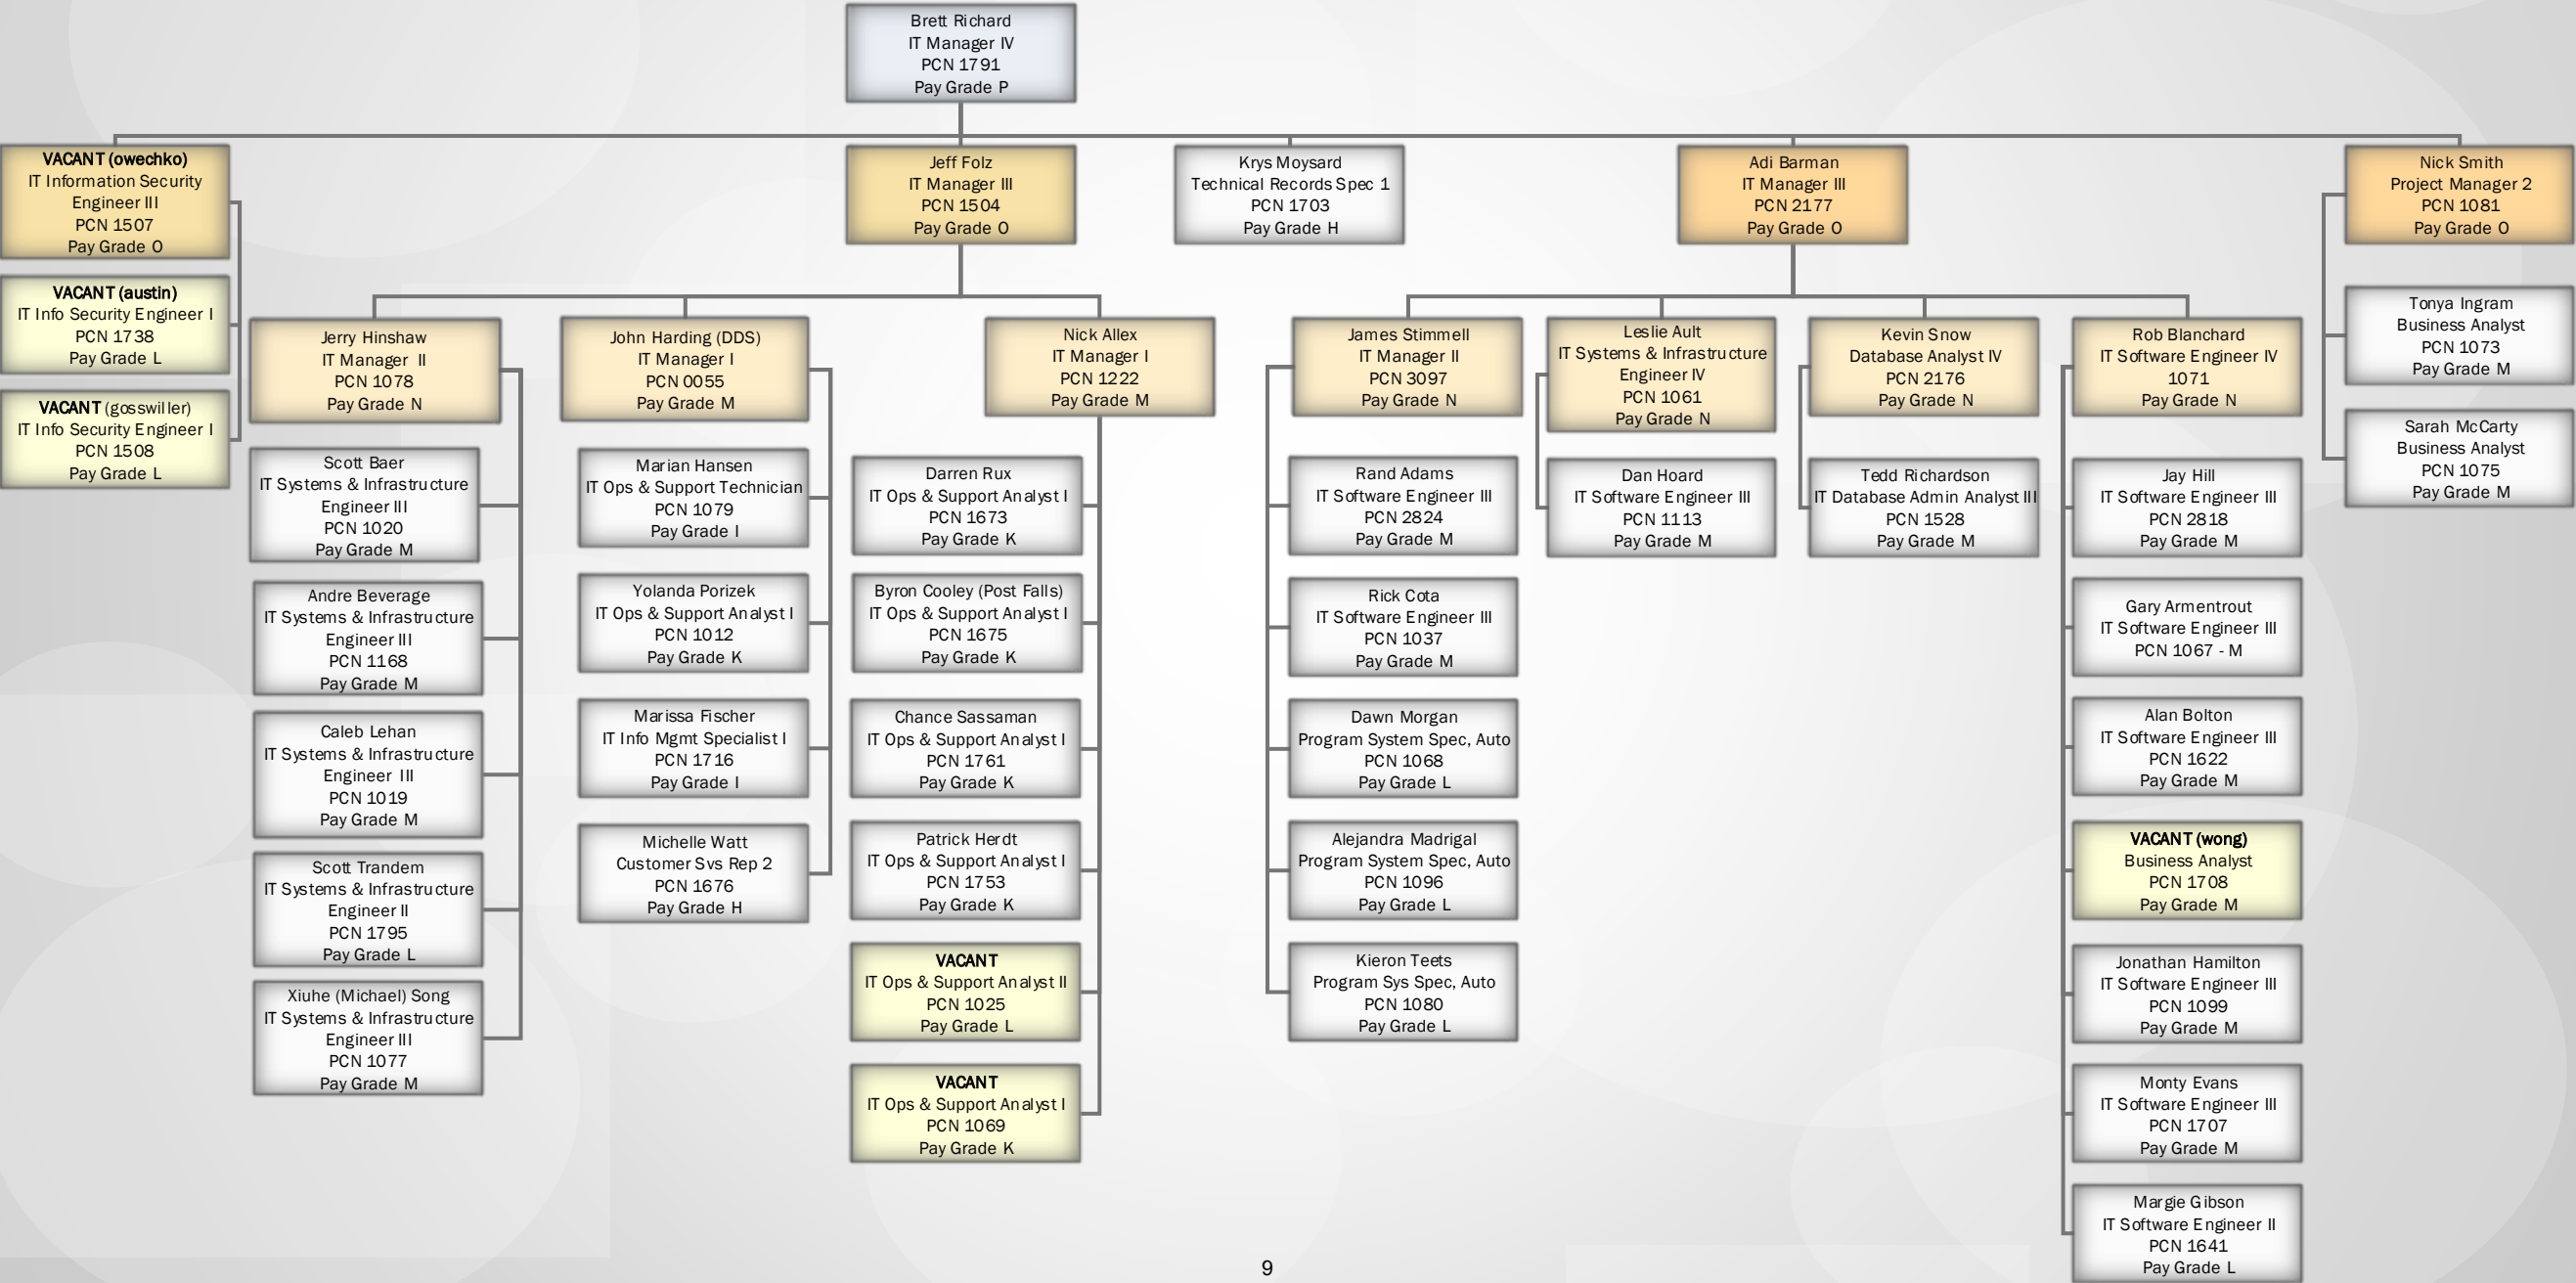 Brett Richard
IT Manager IV
PCN 1791
Pay Grade P
VACANT (owechko)
IT Information Security
Engineer III
PCN 1507
Pay Grade O
VACANT (austin)
IT Info Security Engineer I
PCN 1738
Pay Grade L
VACANT (gosswiller)
IT Info Security Engineer I
PCN 1508
Pay Grade L
Jeff Folz
IT Manager III
PCN 1504
Pay Grade O
Krys Moysard
Technical Records Spec 1
PCN 1703
Pay Grade H
Adi Barman
IT Manager III
PCN 2177
Pay Grade O
Nick Smith
Project Manager 2
PCN 1081
Pay Grade O
Tonya Ingram
Business Analyst
PCN 1073
Pay Grade M
Sarah McCarty
Business Analyst
PCN 1075
Pay Grade M
Jerry Hinshaw
IT Manager II
PCN 1078
Pay Grade N
Scott Baer
IT Systems & Infrastructure
Engineer III
PCN 1020
Pay Grade M
Andre Beverage
IT Systems & Infrastructure
Engineer III
PCN 1168
Pay Grade M
Caleb Lehan
IT Systems & Infrastructure
Engineer III
PCN 1019
Pay Grade M
Scott Trandem
IT Systems & Infrastructure
Engineer II
PCN 1795
Pay Grade L
Xiuhe (Michael) Song
IT Systems & Infrastructure
Engineer III
PCN 1077
Pay Grade M
John Harding (DDS)
IT Manager I
PCN 0055
Pay Grade M
Marian Hansen
IT Ops & Support Technician
PCN 1079
Pay Grade I
Yolanda Porizek
IT Ops & Support Analyst I
PCN 1012
Pay Grade K
Marissa Fischer
IT Info Mgmt Specialist I
PCN 1716
Pay Grade I
Michelle Watt
Customer Svs Rep 2
PCN 1676
Pay Grade H
Nick Allex
IT Manager I
PCN 1222
Pay Grade M
Darren Rux
IT Ops & Support Analyst I
PCN 1673
Pay Grade K
Byron Cooley (Post Falls)
IT Ops & Support Analyst I
PCN 1675
Pay Grade K
Chance Sassaman
IT Ops & Support Analyst I
PCN 1761
Pay Grade K
Patrick Herdt
IT Ops & Support Analyst I
PCN 1753
Pay Grade K
VACANT
IT Ops & Support Analyst II
PCN 1025
Pay Grade L
VACANT
IT Ops & Support Analyst I
PCN 1069
Pay Grade K
James Stimmell
IT Manager II
PCN 3097
Pay Grade N
Rand Adams
IT Software Engineer III
PCN 2824
Pay Grade M
Rick Cota
IT Software Engineer III
PCN 1037
Pay Grade M
Dawn Morgan
Program System Spec, Auto
PCN 1068
Pay Grade L
Alejandra Madrigal
Program System Spec, Auto
PCN 1096
Pay Grade L
Kieron Teets
Program Sys Spec, Auto
PCN 1080
Pay Grade L
Leslie Ault
IT Systems & Infrastructure
Engineer IV
PCN 1061
Pay Grade N
Dan Hoard
IT Software Engineer III
PCN 1113
Pay Grade M
Kevin Snow
Database Analyst IV
PCN 2176
Pay Grade N
Tedd Richardson
IT Database Admin Analyst III
PCN 1528
Pay Grade M
Rob Blanchard
IT Software Engineer IV
1071
Pay Grade N
Jay Hill
IT Software Engineer III
PCN 2818
Pay Grade M
Gary Armentrout
IT Software Engineer III
PCN 1067 - M
Alan Bolton
IT Software Engineer III
PCN 1622
Pay Grade M
VACANT (wong)
Business Analyst
PCN 1708
Pay Grade M
Jonathan Hamilton
IT Software Engineer III
PCN 1099
Pay Grade M
Monty Evans
IT Software Engineer III
PCN 1707
Pay Grade M
Margie Gibson
IT Software Engineer II
PCN 1641
Pay Grade L
9